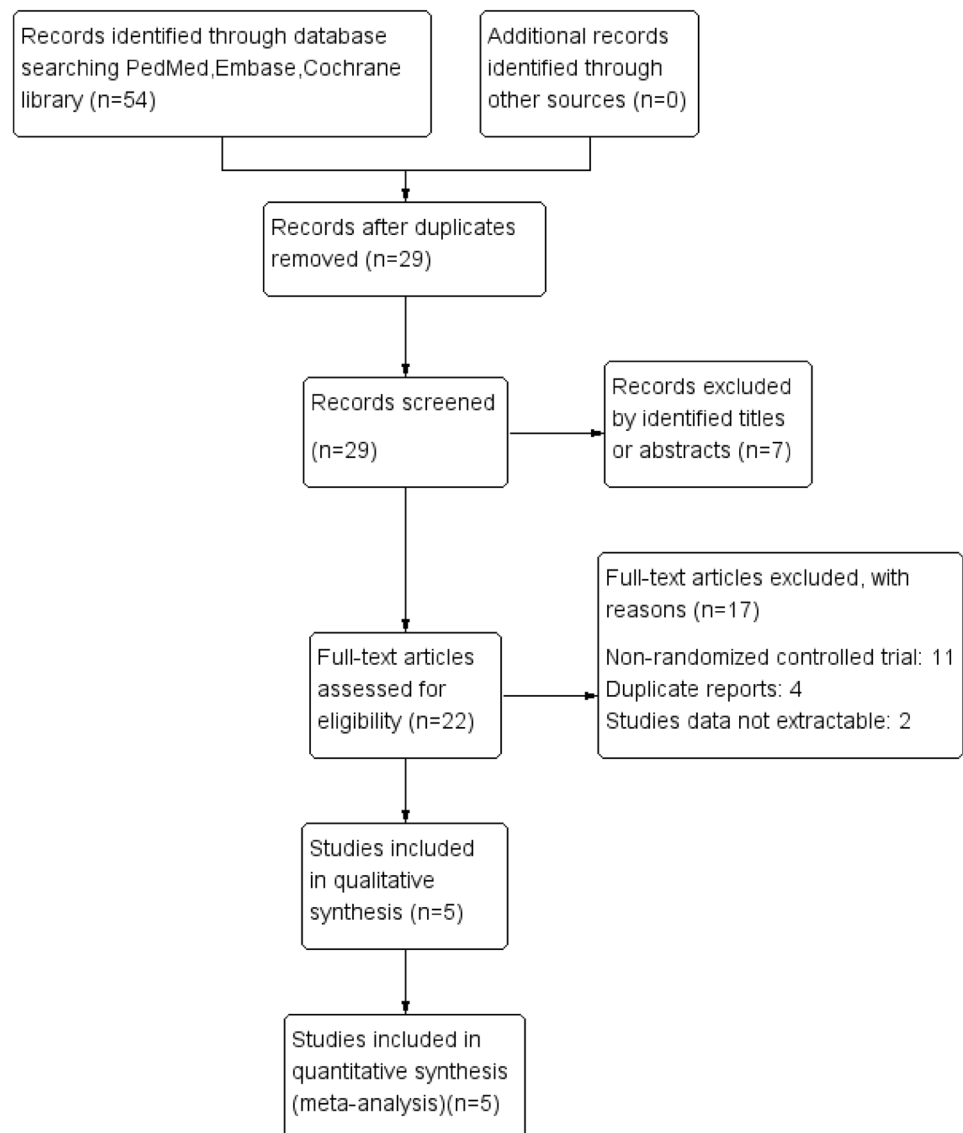 Records identified through database
searching PedMed,Embase,Cochrane
library (n=54)
Additional records
identified through
other sources (n=0)
Records after duplicates
removed (n=29)
Records screened
(n=29)
Records excluded
by identified titles
or abstracts (n=7)
Full-text articles
assessed for
eligibility (n=22)
Full-text articles excluded, with
reasons (n=17)
Non-randomized controlled trial: 11
Duplicate reports: 4
Studies data not extractable: 2
Studies included
in qualitative
synthesis (n=5)
Studies included in
quantitative synthesis
(meta-analysis)(n=5)